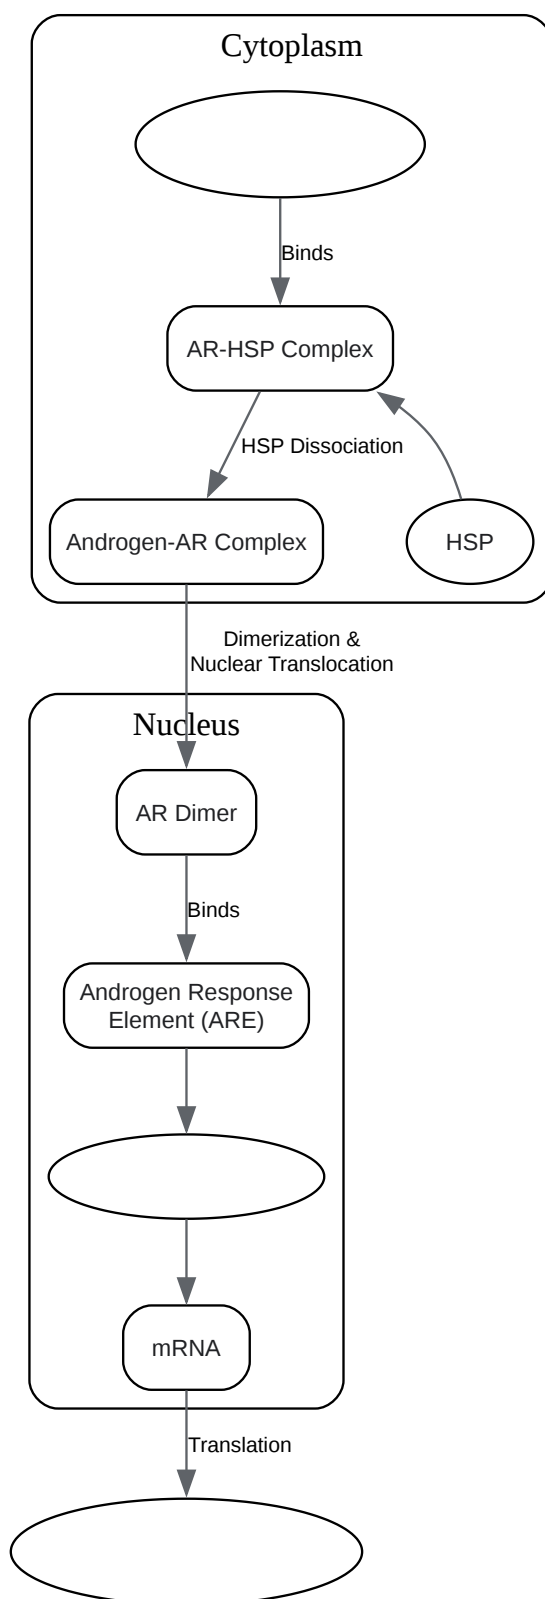 Cytoplasm
Binds
AR-HSP Complex
HSP Dissociation
Androgen-AR Complex
HSP
Dimerization &
Nuclear Translocation
Nucleus
AR Dimer
Binds
Androgen Response
Element (ARE)
mRNA
Translation